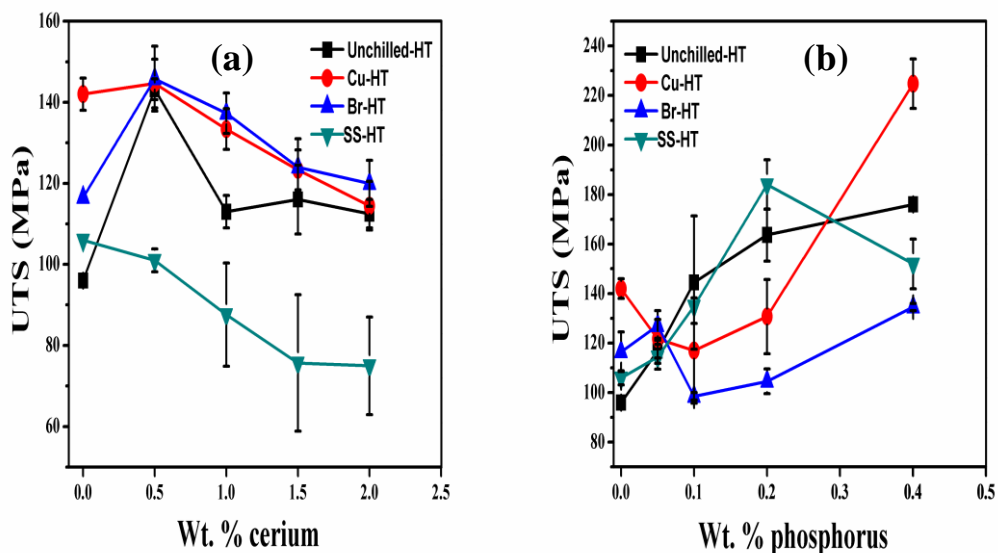 (a)
Unchilled-HT
Cu-HT
Br-HT
SS-HT
UTS (MPa)
160
140
120
100
80
60
0.0 0.5 1.0 1.5 2.0 2.5
Wt. % cerium
(b)
Unchilled-HT
Cu-HT
Br-HT
SS-HT
UTS (MPa)
240
220
200
180
160
140
120
100
80
0.0 0.1 0.2 0.3 0.4 0.5
Wt. % phosphorus